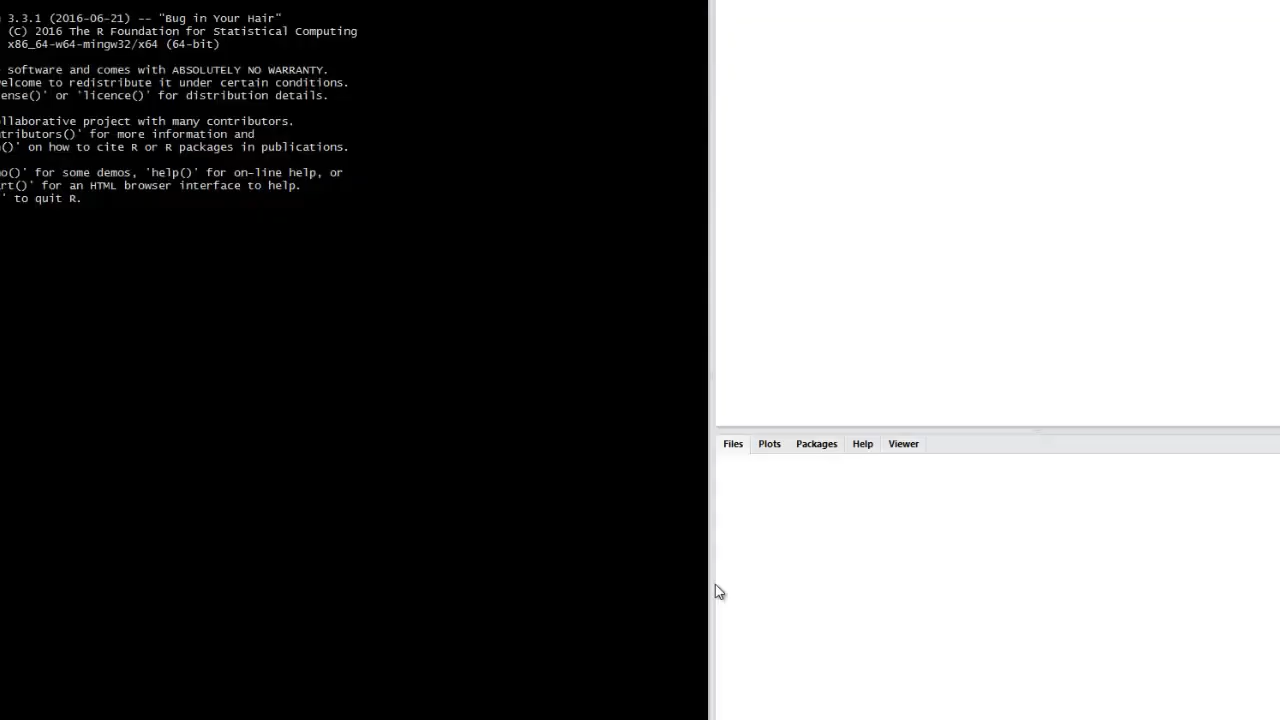 3.3.1 (2016-06-21) -- "Bug in Your Hair"
(C) 2016 The R Foundation for Statistical Computing
x86_64-w64-mingw32/x64 (64-bit)
software and comes with ABSOLUTELY NO WARRANTY.
elcome to redistribute it under certain conditions.
ense()' or 'licence()' for distribution details.
llaborative project with many contributors.
tributors()' for more information and
()' on how to cite R or R packages in publications.
o()' for some demos, 'help()' for on-line help, or
rt()' for an HTML browser interface to help.
' to quit R.
Files Plots Packages Help Viewer